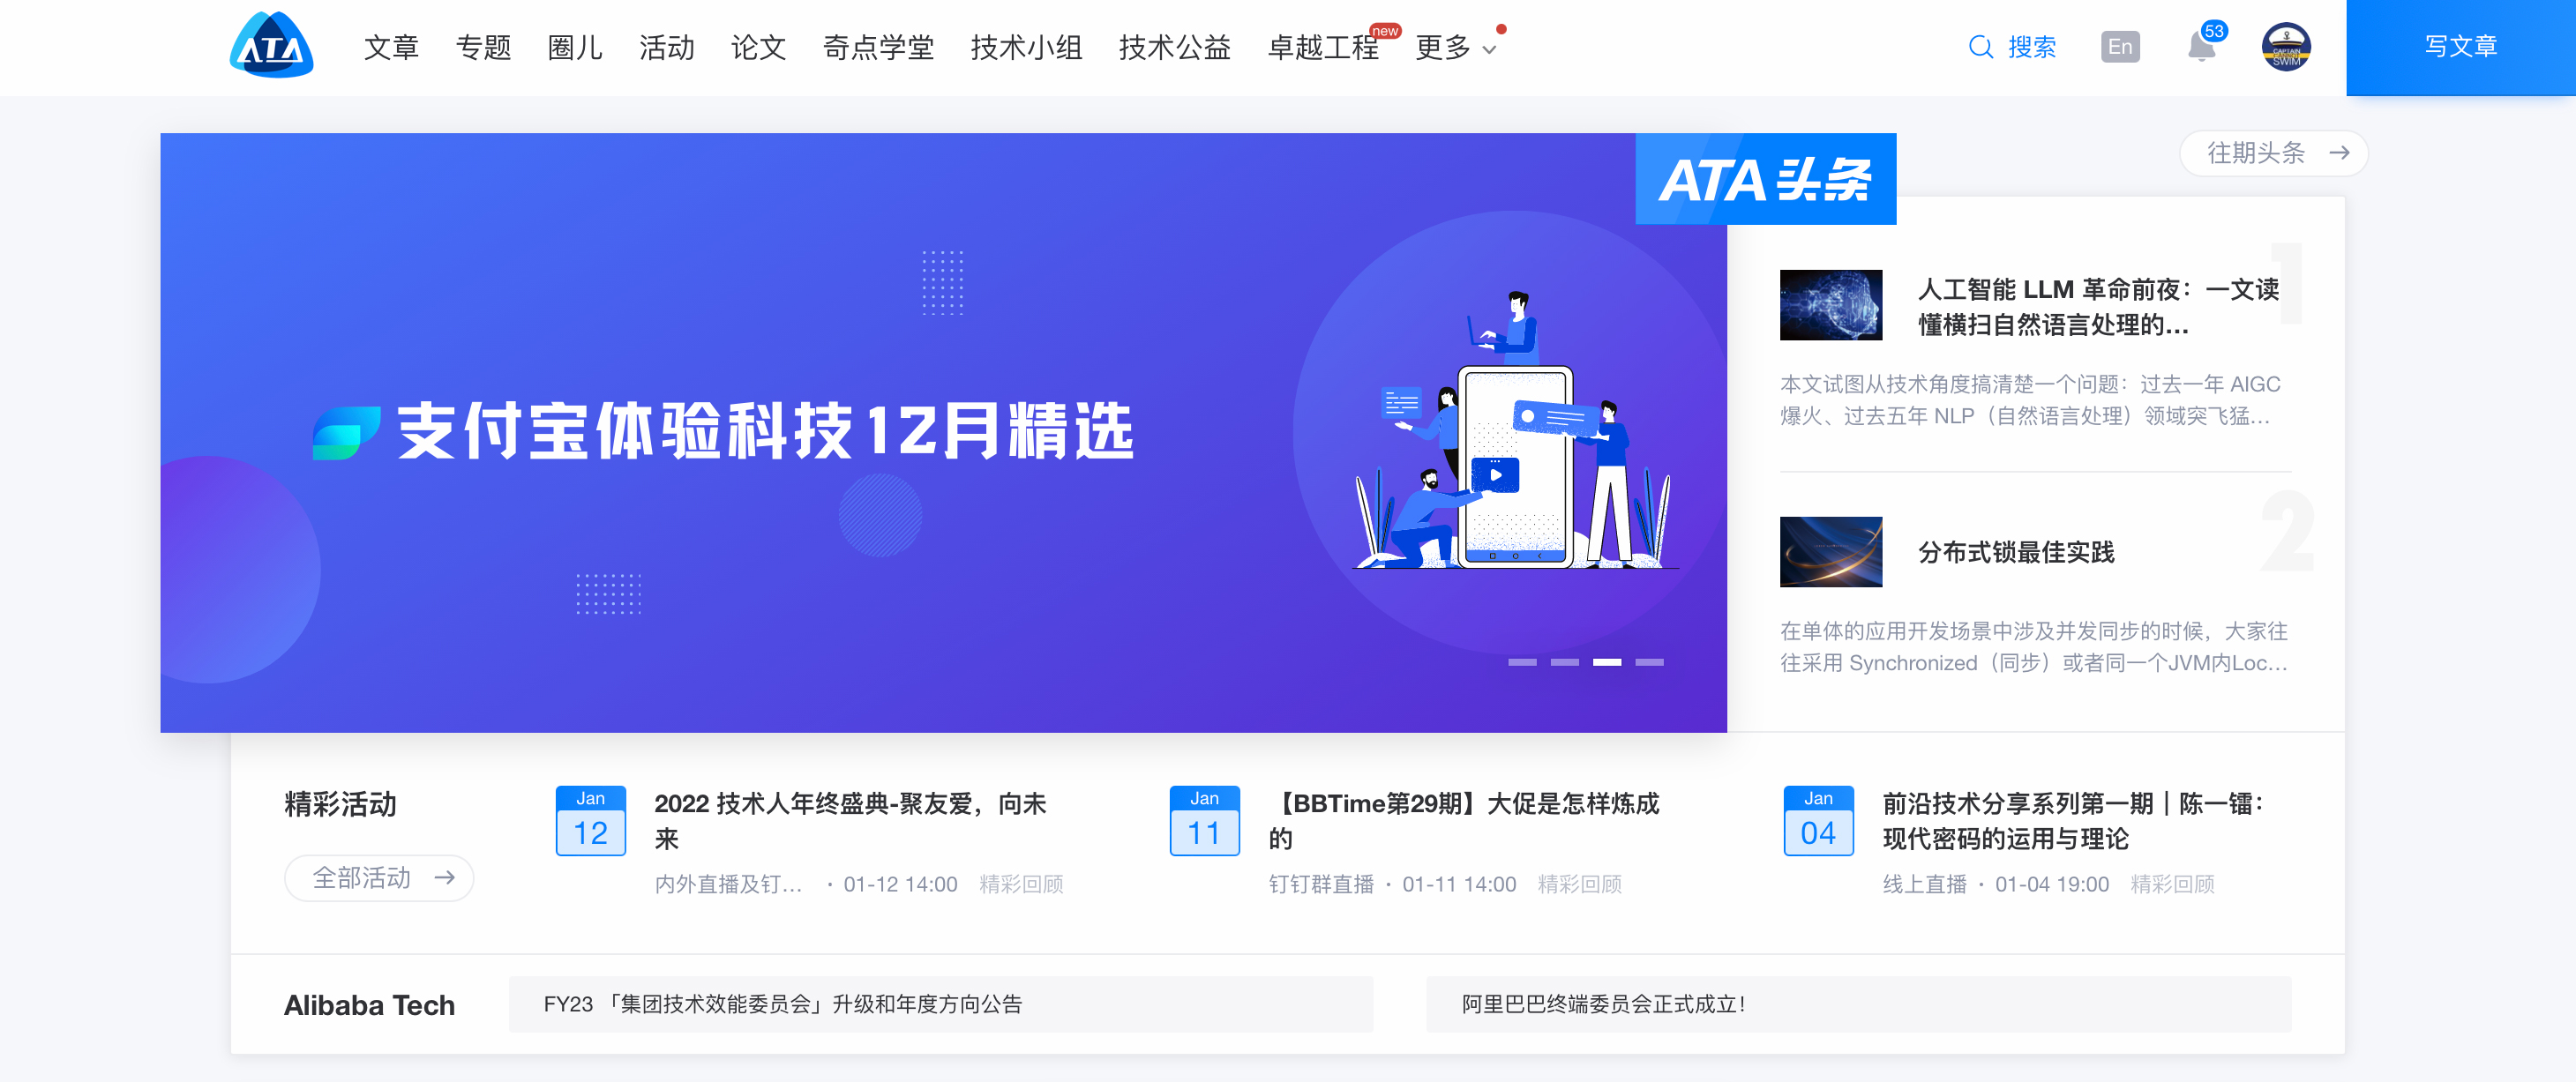 ATA
文章 专题 圈儿 活动 论文 奇点学堂 技术小组 技术公益 卓越工程 new 更多
搜索 En 53 写文章
CAPTAIN
SWIM
往期头条
ATA 头条
支付宝体验科技12月精选
1
人工智能 LLM 革命前夜：一文读
懂横扫自然语言处理的...
本文试图从技术角度搞清楚一个问题：过去一年 AIGC
爆火、过去五年 NLP（自然语言处理）领域突飞猛...
2
分布式锁最佳实践
在单体的应用开发场景中涉及并发同步的时候，大家往
往采用 Synchronized（同步）或者同一个JVM内Loc...
精彩活动
全部活动
Jan
12
2022 技术人年终盛典-聚友爱，向未
来
内外直播及钉... · 01-12 14:00 精彩回顾
Jan
11
【BBTime第29期】大促是怎样炼成
的
钉钉群直播 · 01-11 14:00 精彩回顾
Jan
04
前沿技术分享系列第一期｜陈一镭：
现代密码的运用与理论
线上直播 · 01-04 19:00 精彩回顾
Alibaba Tech
FY23 「集团技术效能委员会」升级和年度方向公告
阿里巴巴终端委员会正式成立！